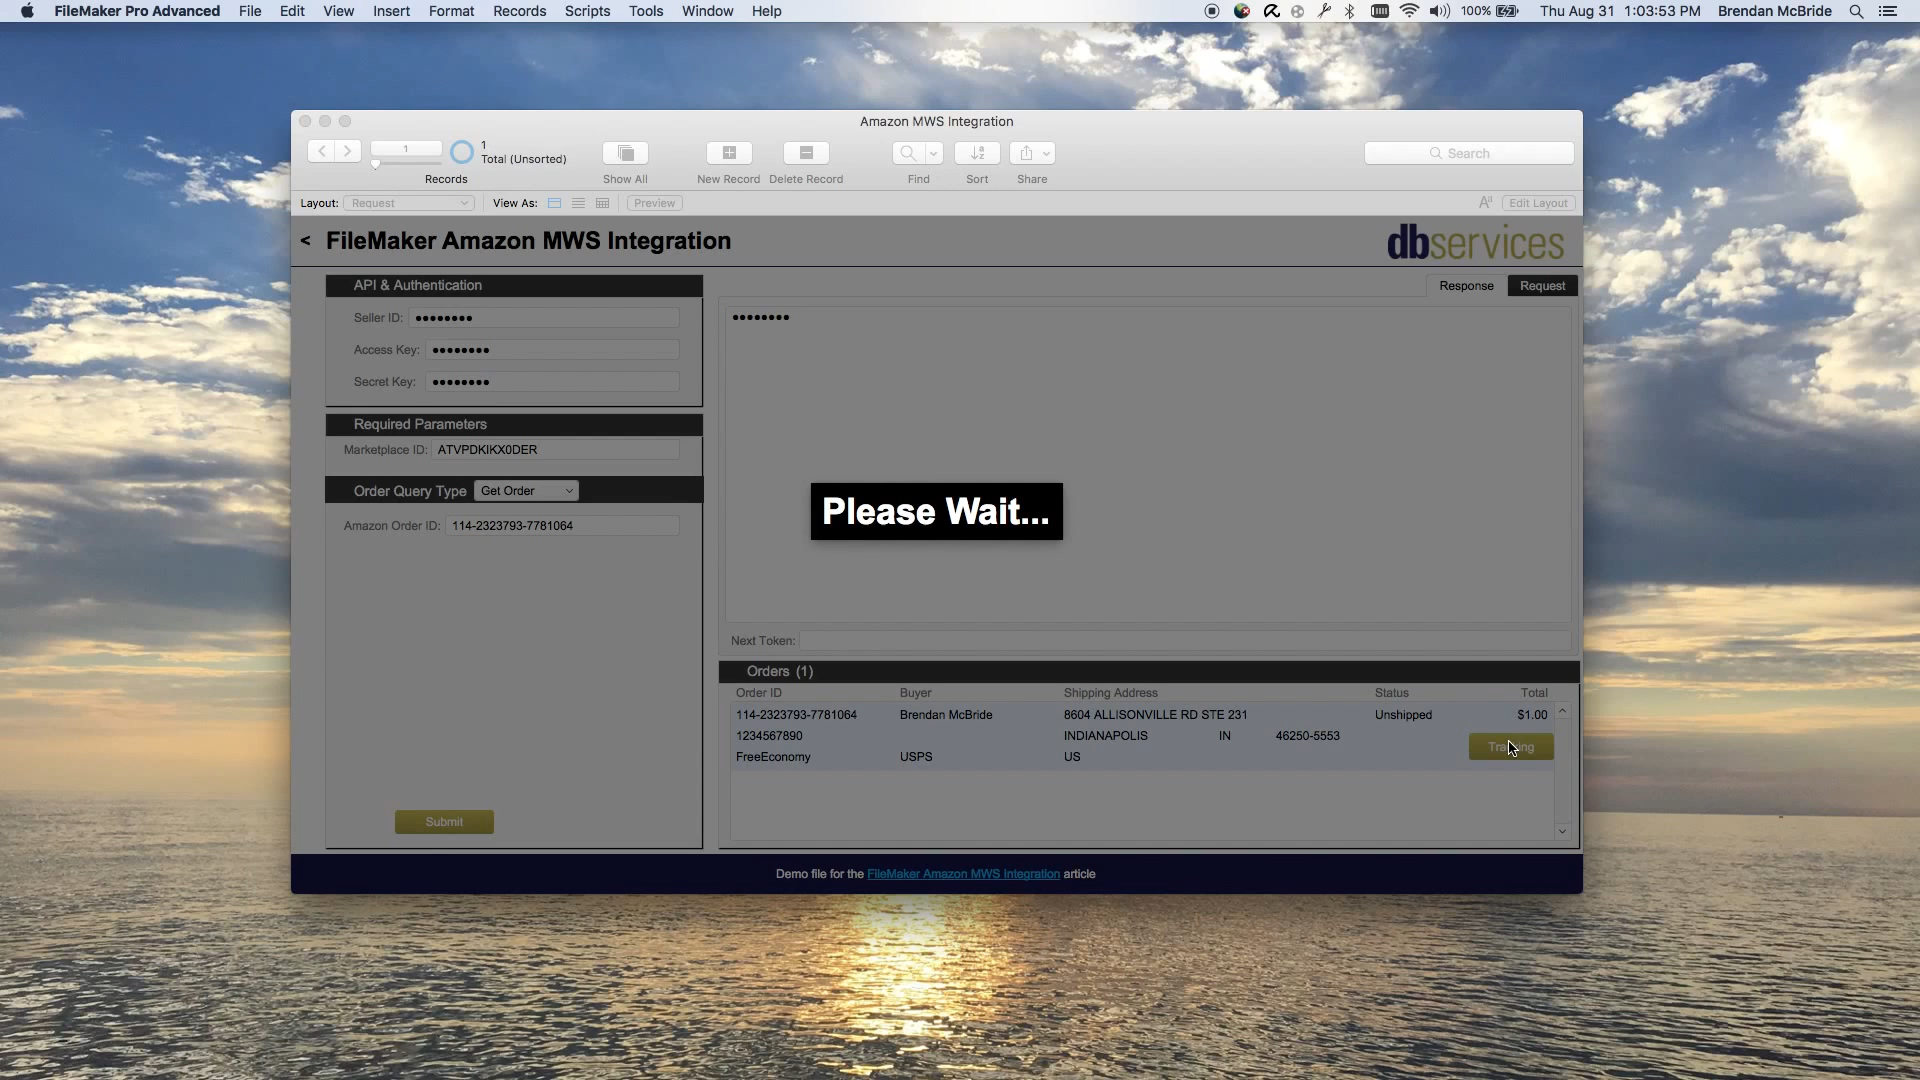 FileMaker Pro Advanced File Edit View Insert Format Records Scripts Tools Window Help 100% Thu Aug 31 1:03:53 PM Brendan McBride
Amazon MWS Integration
1 1 Total (Unsorted) Search
Records Show All New Record Delete Record Find Sort Share
Layout: Request View As: Preview Edit Layout
< FileMaker Amazon MWS Integration dbservices
API & Authentication
Seller ID: ••••••••
Access Key: ••••••••
Secret Key: ••••••••
Required Parameters
Marketplace ID: ATVPDKIKX0DER
Order Query Type Get Order
Amazon Order ID: 114-2323793-7781064
Submit
Response Request
••••••••
Please Wait...
Next Token:
Orders (1)
Order ID Buyer Shipping Address Status Total
114-2323793-7781064 Brendan McBride 8604 ALLISONVILLE RD STE 231 Unshipped $1.00
1234567890 INDIANAPOLIS IN 46250-5553
Tracking
FreeEconomy USPS US
Demo file for the FileMaker Amazon MWS Integration article